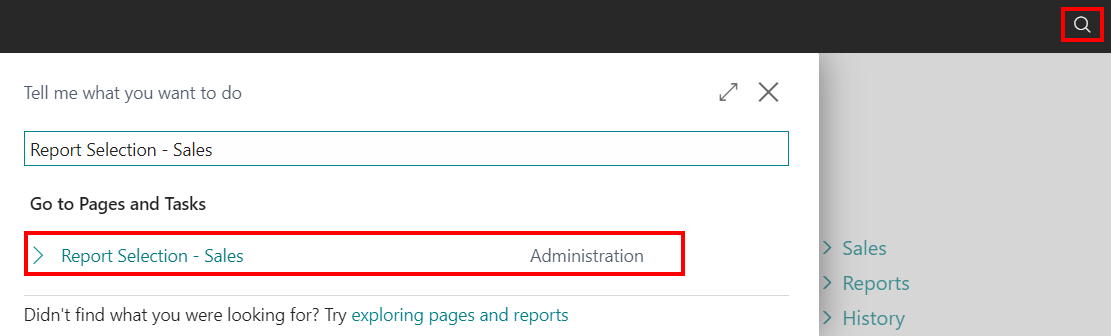 Tell me what you want to do
Report Selection - Sales
Go to Pages and Tasks
Report Selection - Sales Administration
Didn't find what you were looking for? Try exploring pages and reports
Sales
Reports
History